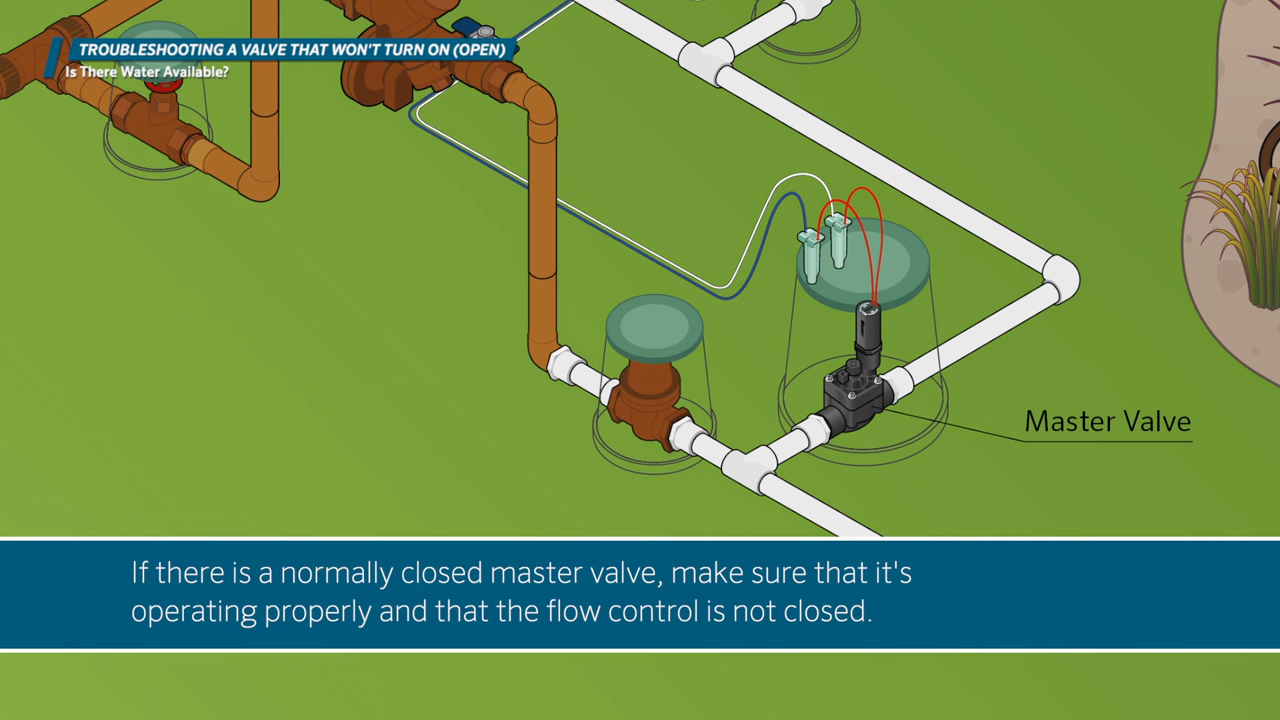 TROUBLESHOOTING A VALVE THAT WON'T TURN ON (OPEN)
Is There Water Available?
Master Valve
If there is a normally closed master valve, make sure that it's
operating properly and that the flow control is not closed.